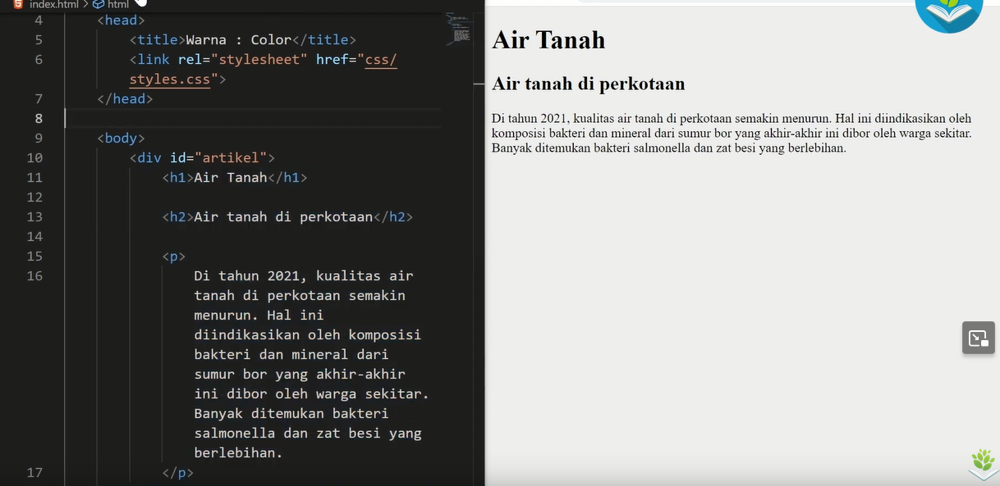 index.html > html
4 <head>
5 <title>Warna : Color</title>
6 <link rel="stylesheet" href="css/
styles.css">
7 </head>
8
9 <body>
10 <div id="artikel">
11 <h1>Air Tanah</h1>
12
13 <h2>Air tanah di perkotaan</h2>
14
15 <p>
16 Di tahun 2021, kualitas air
tanah di perkotaan semakin
menurun. Hal ini
diindikasikan oleh komposisi
bakteri dan mineral dari
sumur bor yang akhir-akhir
ini dibor oleh warga sekitar.
Banyak ditemukan bakteri
salmonella dan zat besi yang
berlebihan.
17 </p>
Air Tanah
Air tanah di perkotaan
Di tahun 2021, kualitas air tanah di perkotaan semakin menurun. Hal ini diindikasikan oleh
komposisi bakteri dan mineral dari sumur bor yang akhir-akhir ini dibor oleh warga sekitar.
Banyak ditemukan bakteri salmonella dan zat besi yang berlebihan.